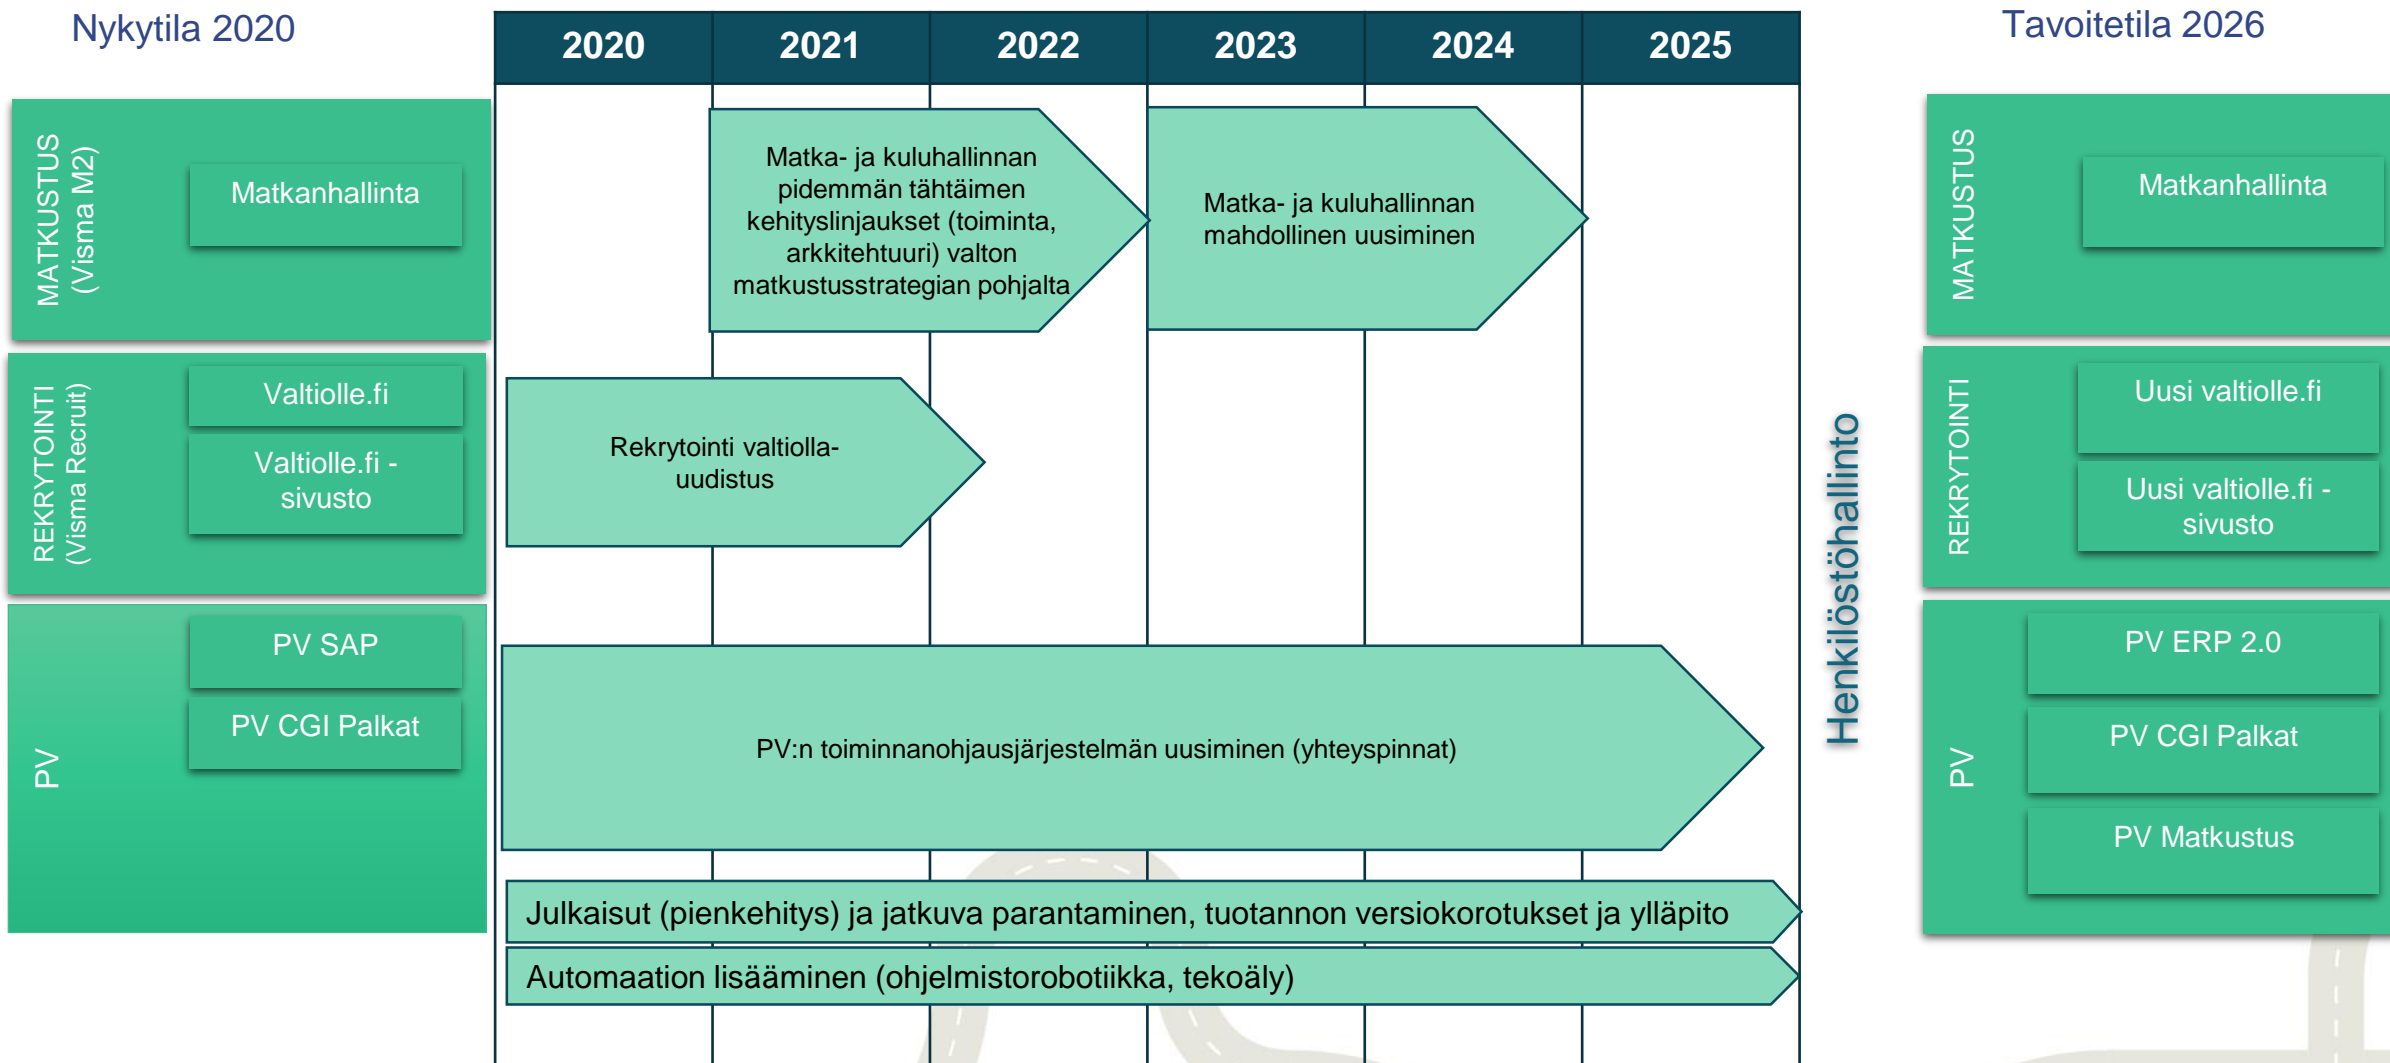 Nykytila 2020
2020
2021
2022
2023
2024
2025
Tavoitetila 2026
MATKUSTUS
(Visma M2)
Matkanhallinta
Matka- ja kuluhallinnan
pidemmän tähtäimen
kehityslinjaukset (toiminta,
arkkitehtuuri) valton
matkustusstrategian pohjalta
Matka- ja kuluhallinnan
mahdollinen uusiminen
MATKUSTUS
Matkanhallinta
REKRYTOINTI
(Visma Recruit)
Valtiolle.fi
Valtiolle.fi -
sivusto
Rekrytointi valtiolla-
uudistus
Henkilöstöhallinto
REKRYTOINTI
Uusi valtiolle.fi
Uusi valtiolle.fi -
sivusto
PV
PV SAP
PV CGI Palkat
PV:n toiminnanohjausjärjestelmän uusiminen (yhteyspinnat)
PV
PV ERP 2.0
PV CGI Palkat
PV Matkustus
Julkaisut (pienkehitys) ja jatkuva parantaminen, tuotannon versiokorotukset ja ylläpito
Automaation lisääminen (ohjelmistorobotiikka, tekoäly)